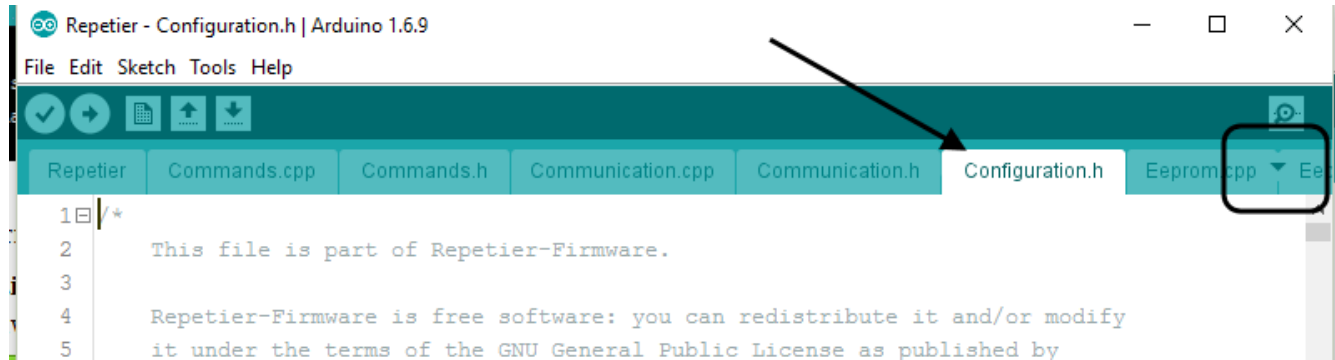 Repetier - Configuration.h | Arduino 1.6.9
File Edit Sketch Tools Help
Repetier Commands.cpp Commands.h Communication.cpp Communication.h Configuration.h Eeprom.cpp
1 /*
2 This file is part of Repetier-Firmware.
3
4 Repetier-Firmware is free software: you can redistribute it and/or modify
5 it under the terms of the GNU General Public License as published by